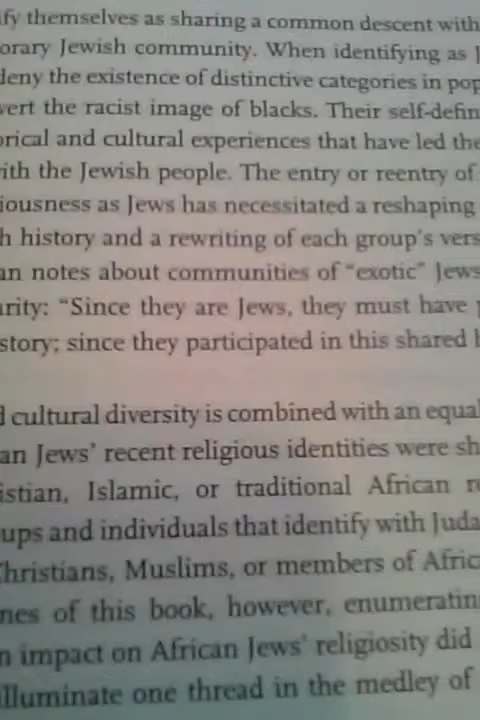 ify themselves as sharing a common descent with
orary Jewish community. When identifying as J
deny the existence of distinctive categories in pop
vert the racist image of blacks. Their self-defin
orical and cultural experiences that have led the
ith the Jewish people. The entry or reentry of
iousness as Jews has necessitated a reshaping
h history and a rewriting of each group's vers
an notes about communities of "exotic" Jews
arity: "Since they are Jews, they must have p
story; since they participated in this shared h
d cultural diversity is combined with an equal
an Jews' recent religious identities were sh
istian, Islamic, or traditional African re
ups and individuals that identify with Juda
Christians, Muslims, or members of Afric
nes of this book, however, enumeratin
n impact on African Jews' religiosity did
illuminate one thread in the medley of